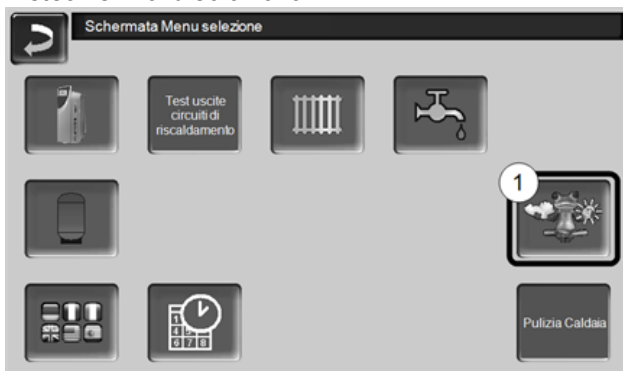 Schermata Menu selezione
Test uscite
circuiti di
riscaldamento
1
Pulizia Caldaia